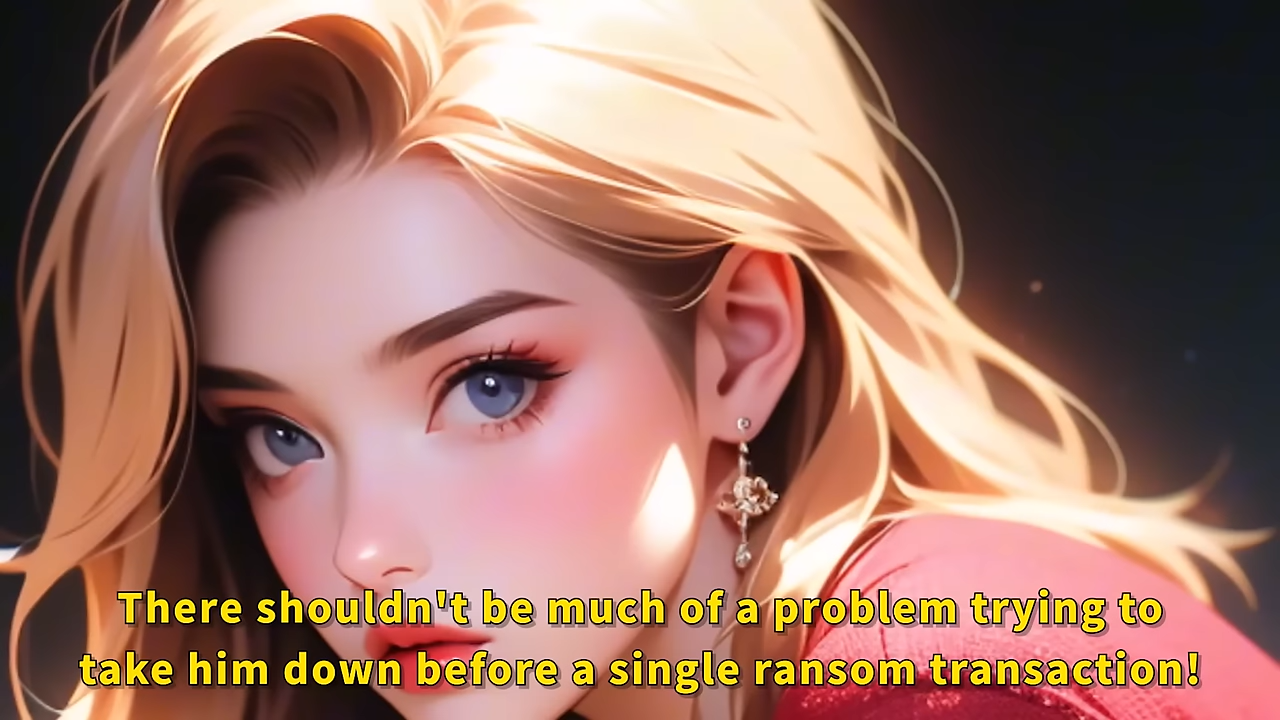 There shouldn't be much of a problem trying to
take him down before a single ransom transaction!